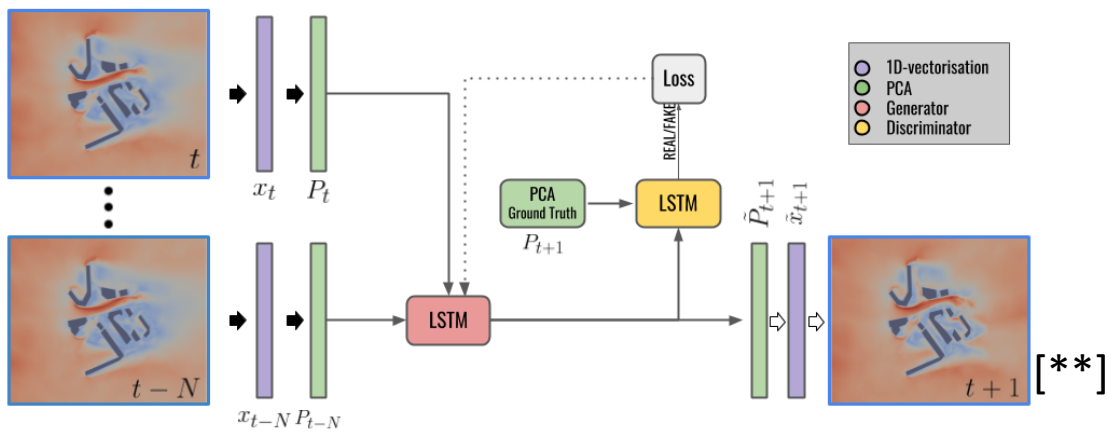 t
x_t
P_t
t − N
x_{t−N}
P_{t−N}
LSTM
PCA
Ground Truth
P_{t+1}
LSTM
REAL/FAKE
Loss
1D-vectorisation
PCA
Generator
Discriminator
P̃_{t+1}
x̃_{t+1}
t + 1
[**]